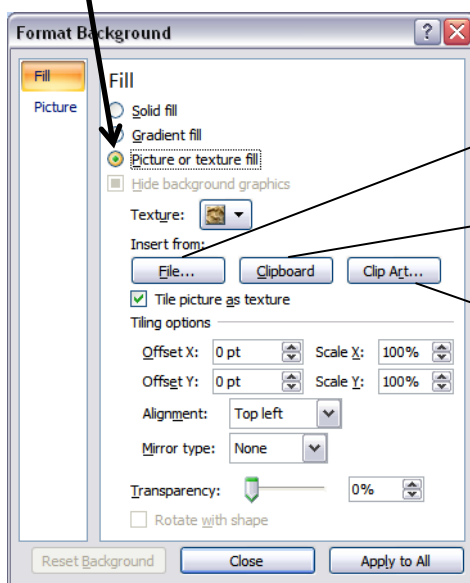 Format Background
Fill
Picture
Fill
Solid fill
Gradient fill
Picture or texture fill
Hide background graphics
Texture:
Insert from:
File... Clipboard Clip Art...
Tile picture as texture
Tiling options
Offset X: 0 pt Scale X: 100%
Offset Y: 0 pt Scale Y: 100%
Alignment: Top left
Mirror type: None
Transparency: 0%
Rotate with shape
Reset Background Close Apply to All